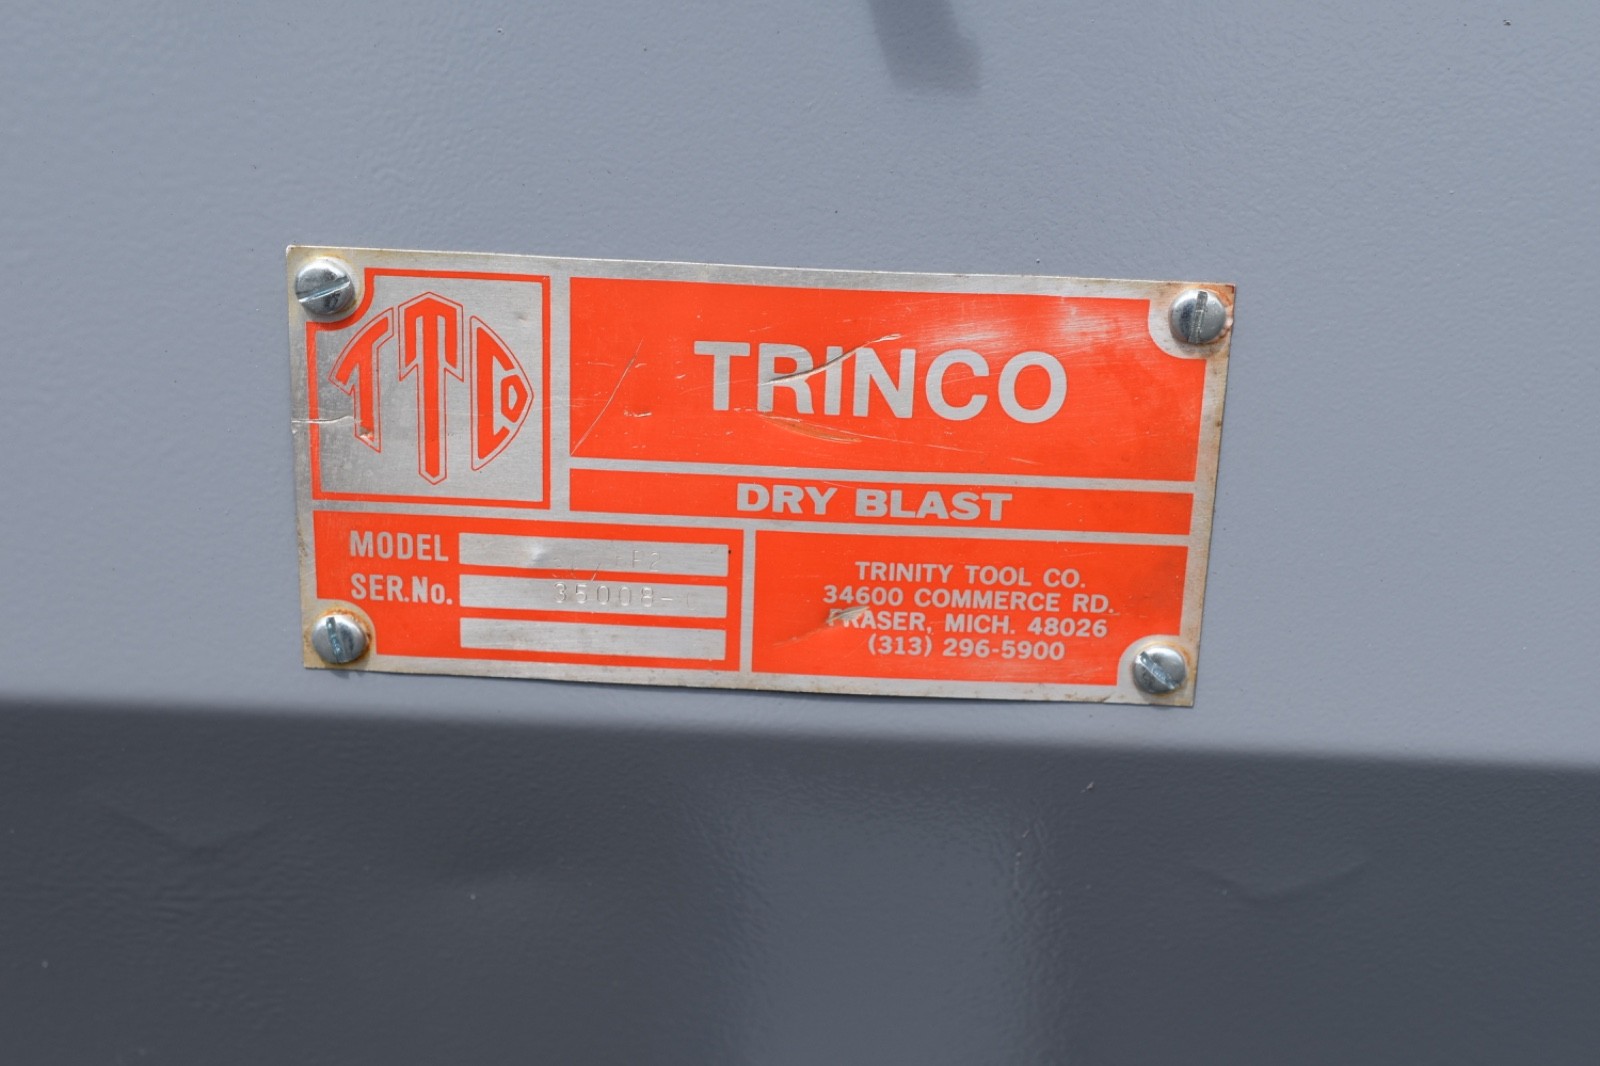 TTCO
TRINCO
DRY BLAST
MODEL
SER.No. 35008-
TRINITY TOOL CO.
34600 COMMERCE RD.
FRASER, MICH. 48026
(313) 296-5900